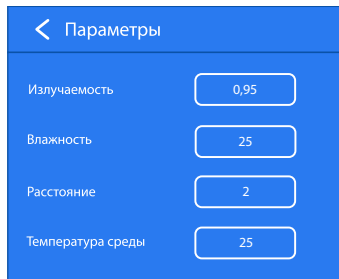 Параметры
Излучаемость 0,95
Влажность 25
Расстояние 2
Температура среды 25